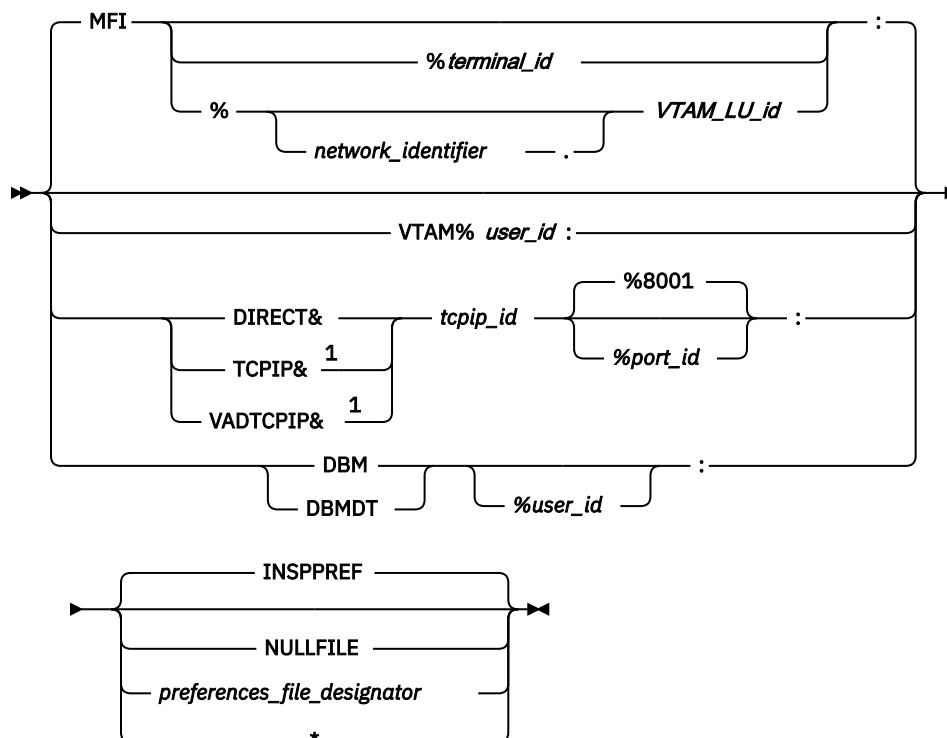 MFI :
%terminal_id
% VTAM_LU_id
network_identifier .
VTAM% user_id :
%8001
DIRECT& tcpip_id :
%port_id
TCPIP& 1
VADTCPIP& 1
DBM :
DBMDT %user_id
INSPPREF
NULLFILE
preferences_file_designator
*